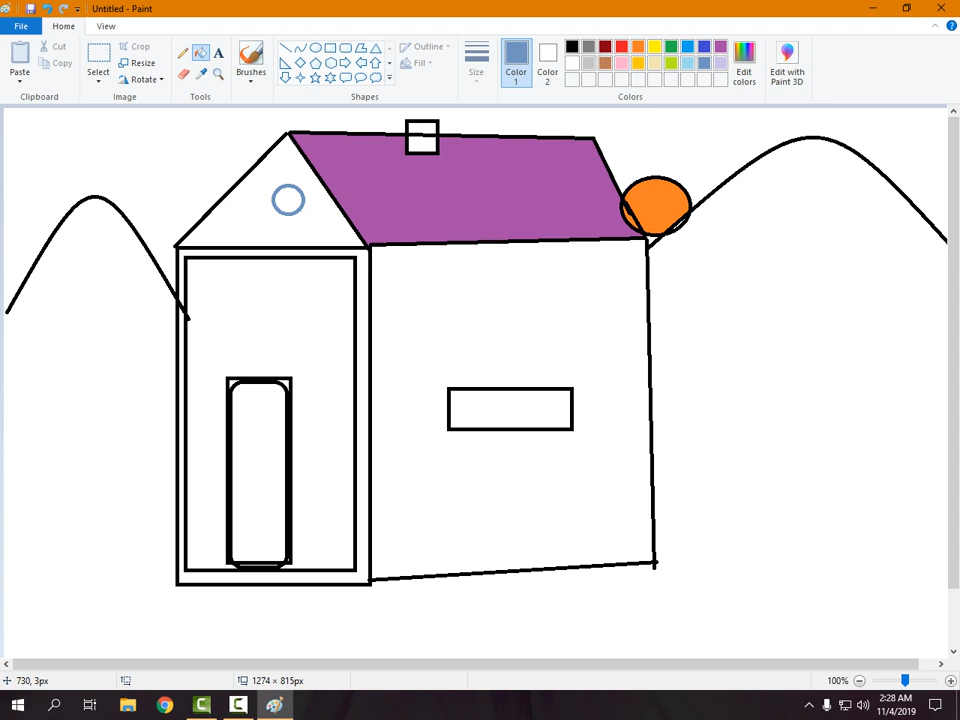 Untitled - Paint
File Home View
Paste
Cut
Copy
Clipboard
Select
Crop
Resize
Rotate
Image
A
Tools
Brushes
Outline
Fill
Shapes
Size
Color
1
Color
2
Edit
colors
Colors
Edit with
Paint 3D
730, 3px
1274 × 815px
100%
C C
2:28 AM
11/4/2019